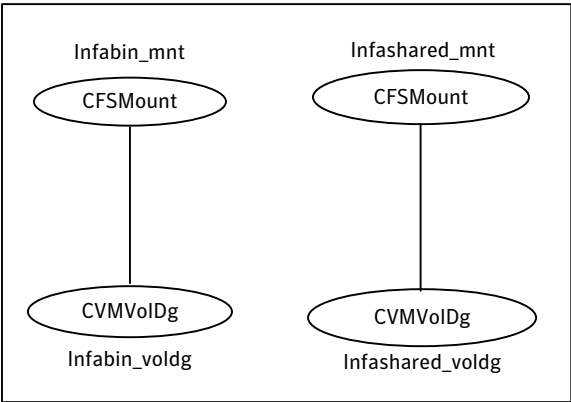 Infabin_mnt
Infashared_mnt
CFSMount
CFSMount
CVMVolDg
CVMVolDg
Infabin_voldg
Infashared_voldg